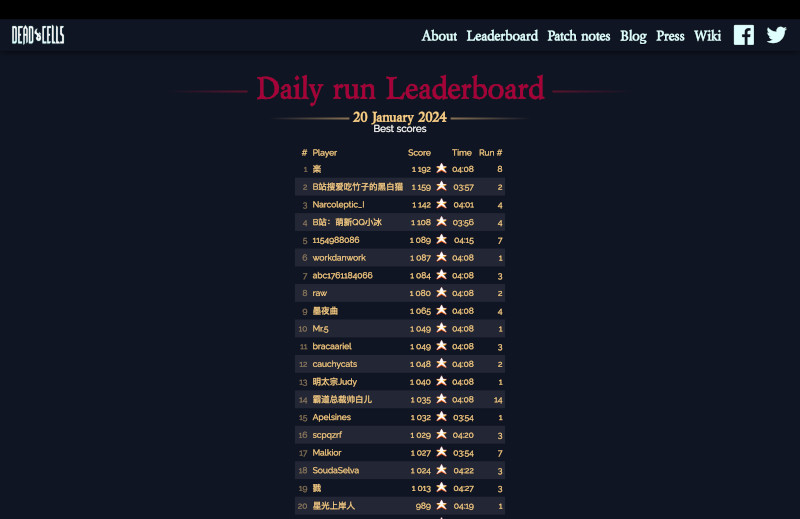 DEAD CELLS About Leaderboard Patch notes Blog Press Wiki
Daily run Leaderboard
20 January 2024
Best scores
# Player Score Time Run #
1 楽 1 192 04:08 8
2 B站搜爱吃竹子的黑白猫 1 159 03:57 2
3 Narcoleptic_I 1 142 04:01 4
4 B站：萌新QQ小冰 1 108 03:56 4
5 1154988086 1 089 04:15 7
6 workdanwork 1 087 04:08 1
7 abc1761184066 1 084 04:08 3
8 raw 1 080 04:08 2
9 墨夜曲 1 065 04:08 4
10 Mr.5 1 049 04:08 1
11 bracaariel 1 049 04:08 3
12 cauchycats 1 048 04:08 2
13 明太宗Judy 1 040 04:08 1
14 霸道总裁帅白儿 1 035 04:08 14
15 Apelsines 1 032 03:54 1
16 scpqzrf 1 029 04:20 3
17 Malkior 1 027 03:54 7
18 SoudaSelva 1 024 04:22 3
19 戮 1 013 04:27 3
20 星光上岸人 989 04:19 1